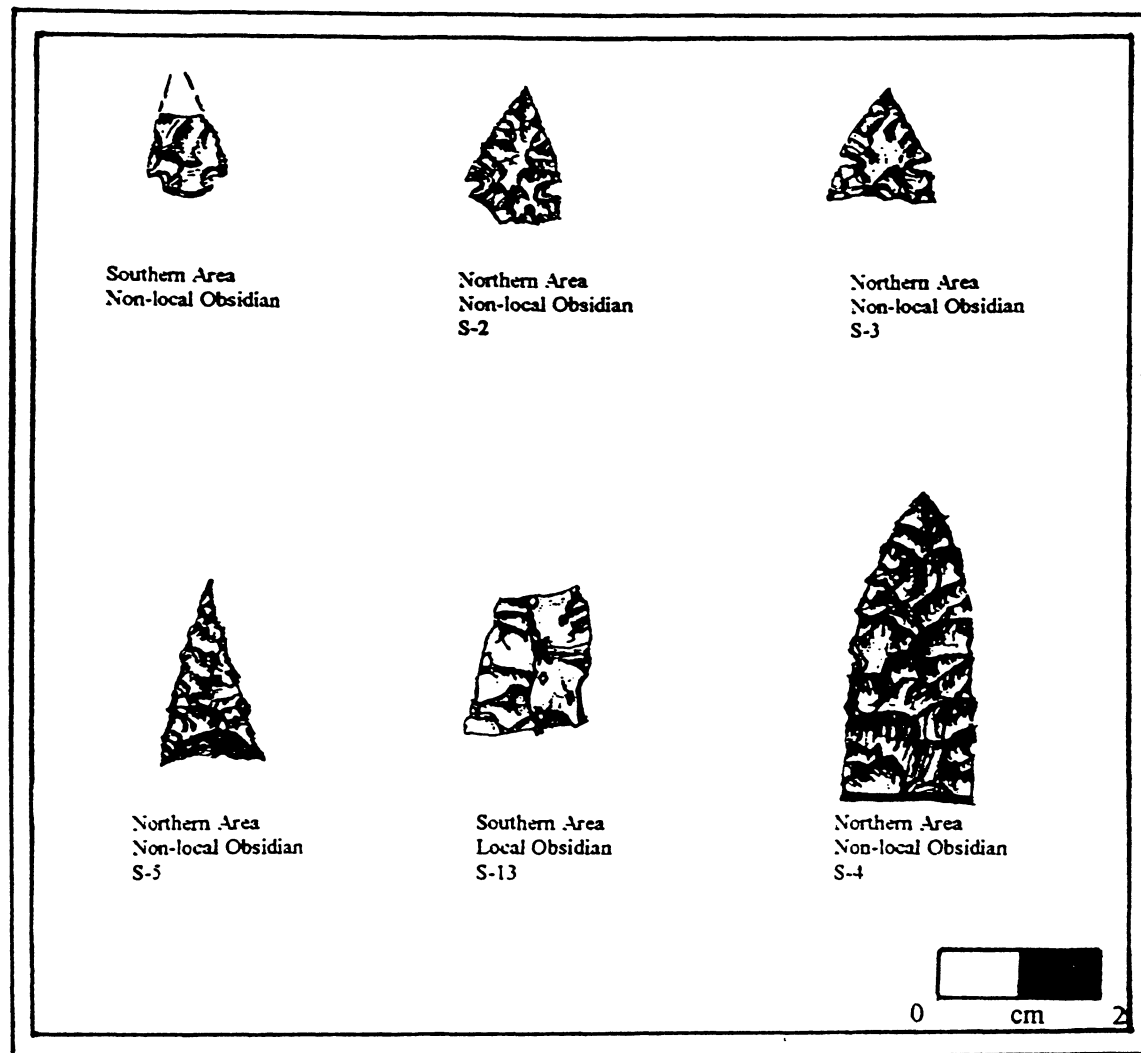 Southern Area
Non-local Obsidian
Northern Area
Non-local Obsidian
S-2
Northern Area
Non-local Obsidian
S-3
Northern Area
Non-local Obsidian
S-5
Southern Area
Local Obsidian
S-13
Northern Area
Non-local Obsidian
S-4
0 cm 2